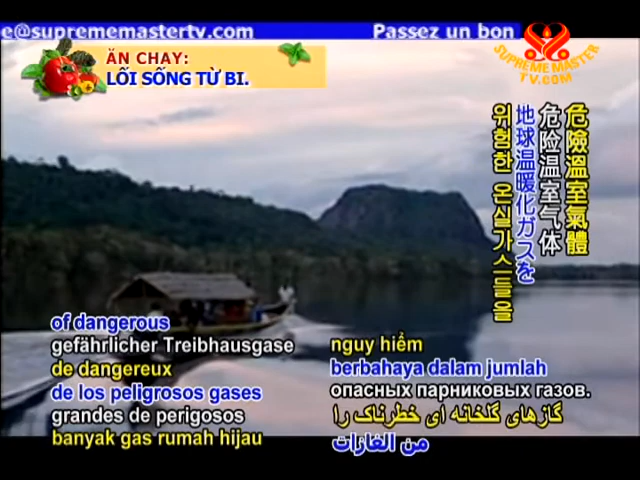 e@suprememastertv.com
Passez un bon
SUPREME MASTER
TV.COM
ĂN CHAY:
LỐI SỐNG TỪ BI.
危險溫室氣體
危险温室气体
地球温暖化ガスを
위험한 온실가스들을
of dangerous
gefährlicher Treibhausgase
de dangereux
de los peligrosos gases
grandes de perigosos
banyak gas rumah hijau
nguy hiểm
berbahaya dalam jumlah
опасных парниковых газов.
گازهای گلخانه ای خطرناک را
من الغازات